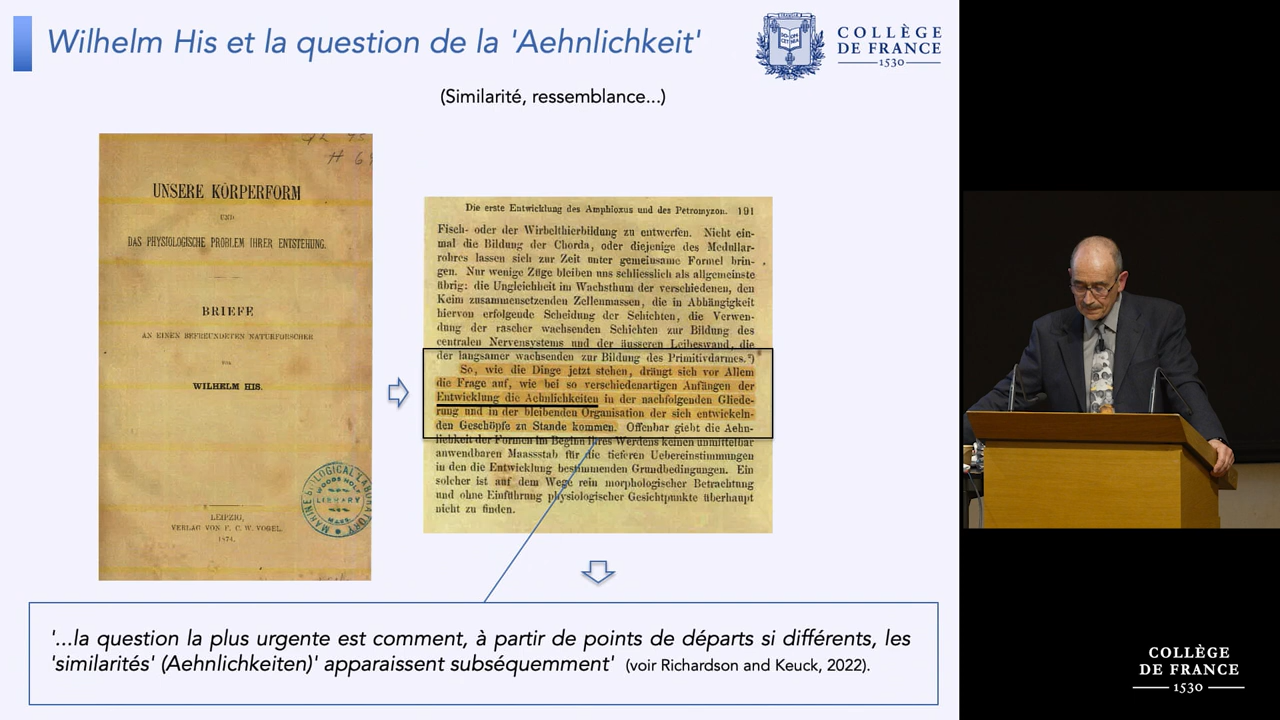 Wilhelm His et la question de la 'Aehnlichkeit'
COLLÈGE
DE FRANCE
1530
(Similarité, ressemblance...)
UNSERE KÖRPERFORM
UND
DAS PHYSIOLOGISCHE PROBLEM IHRER ENTSTEHUNG.
BRIEFE
AN EINEN BEFREUNDETEN NATURFORSCHER
VON
WILHELM HIS.
MARINE BIOLOGICAL LABORATORY
WOODS HOLE
LIBRARY
MASS.
LEIPZIG,
VERLAG VON F. C. W. VOGEL.
1874.
Die erste Entwicklung des Amphioxus und des Petromyzon. 191
Fisch- oder der Wirbelthierbildung zu entwerfen. Nicht ein-
mal die Bildung der Chorda, oder diejenige des Medullar-
rohres lassen sich zur Zeit unter gemeinsame Formel brin-
gen. Nur wenige Züge bleiben uns schliesslich als allgemeinste
übrig: die Ungleichheit im Wachsthum der verschiedenen, den
Keim zusammensetzenden Zellenmassen, die in Abhängigkeit
hiervon erfolgende Scheidung der Schichten, die Verwen-
dung der rascher wachsenden Schichten zur Bildung des
centralen Nervensystems und der äusseren Leibeswand, die
der langsamer wachsenden zur Bildung des Primitivdarmes.*)
So, wie die Dinge jetzt stehen, drängt sich vor Allem
die Frage auf, wie bei so verschiedenartigen Anfängen der
Entwicklung die Aehnlichkeiten in der nachfolgenden Gliede-
rung und in der bleibenden Organisation der sich entwickeln-
den Geschöpfe zu Stande kommen. Offenbar giebt die Aehn-
lichkeit der Formen im Beginn ihres Werdens keinen unmittelbar
anwendbaren Maassstab für die tieferen Uebereinstimmungen
in den die Entwicklung bestimmenden Grundbedingungen. Ein
solcher ist auf dem Wege rein morphologischer Betrachtung
und ohne Einführung physiologischer Gesichtpunkte überhaupt
nicht zu finden.
'...la question la plus urgente est comment, à partir de points de départs si différents, les
'similarités' (Aehnlichkeiten)' apparaissent subséquemment' (voir Richardson and Keuck, 2022).
COLLÈGE
DE FRANCE
1530